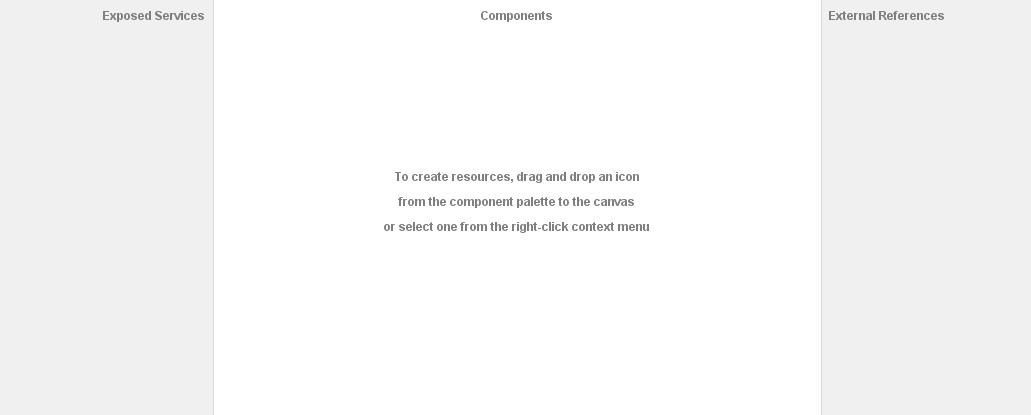 Exposed Services
Components
External References
To create resources, drag and drop an icon
from the component palette to the canvas
or select one from the right-click context menu